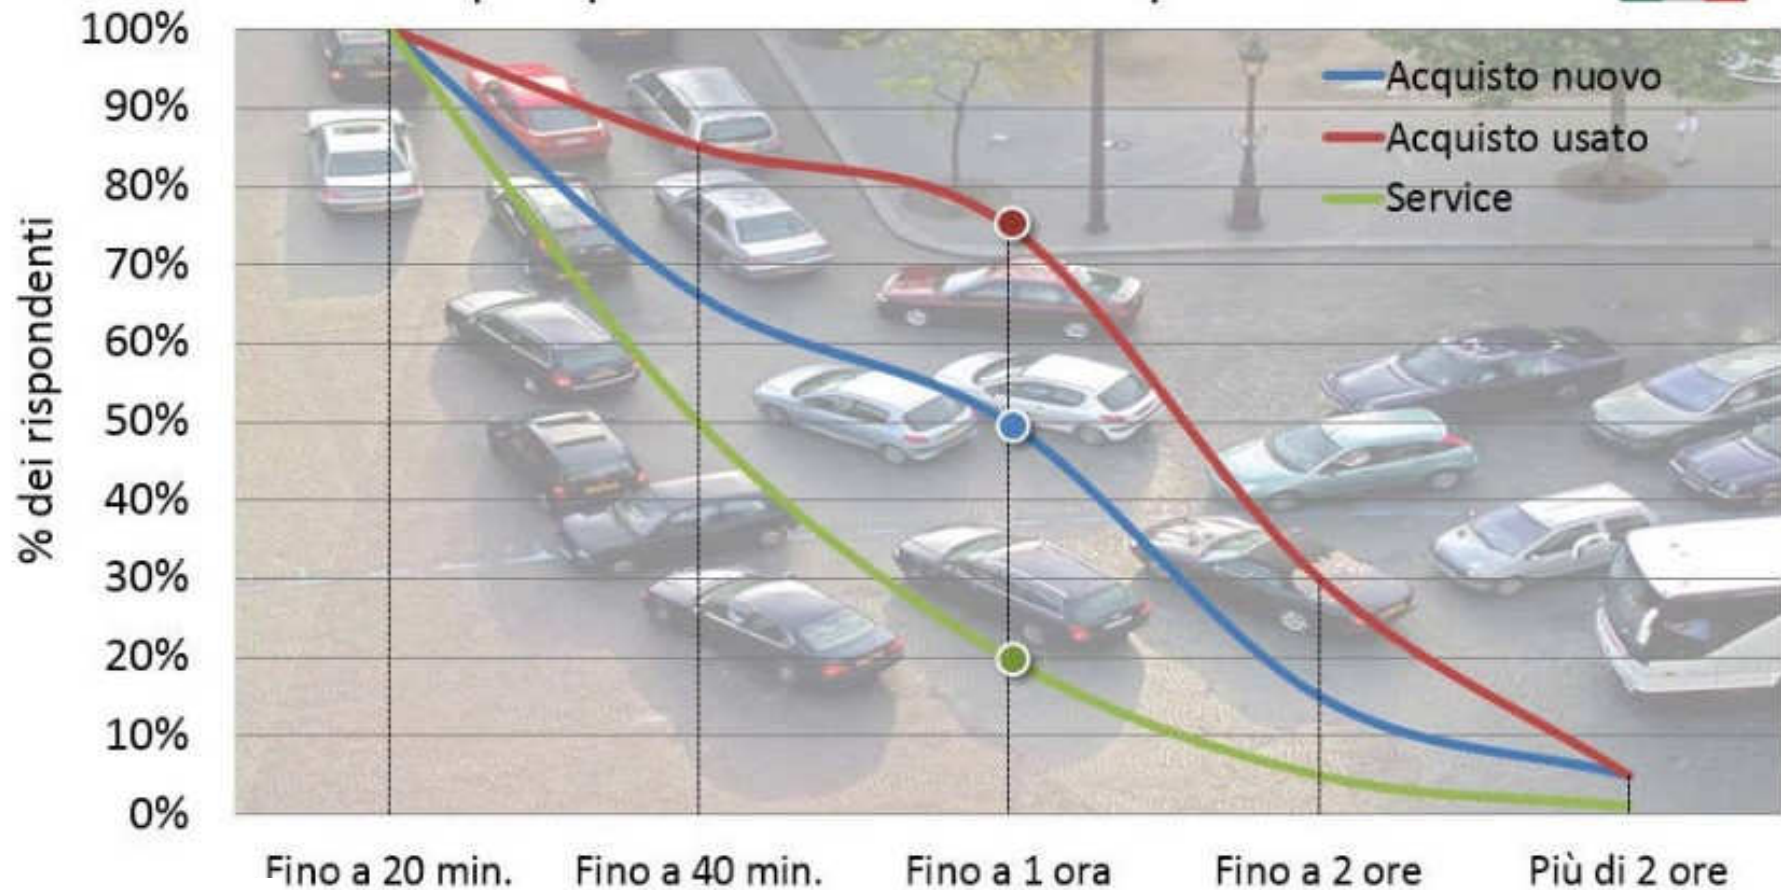 100%
90%
80%
70%
60%
50%
40%
30%
20%
10%
0%
% dei rispondenti
Acquisto nuovo
Acquisto usato
Service
Fino a 20 min.
Fino a 40 min.
Fino a 1 ora
Fino a 2 ore
Più di 2 ore